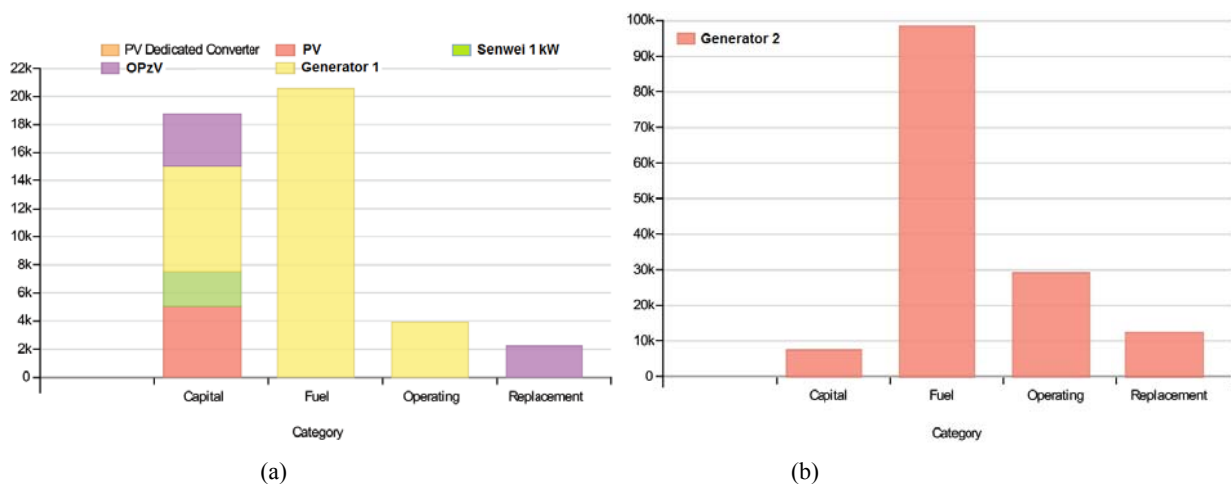 PV Dedicated Converter PV Senwei 1 kW
OPzV Generator 1
22k
20k
18k
16k
14k
12k
10k
8k
6k
4k
2k
0
Capital Fuel Operating Replacement
Category
(a)
Generator 2
100k
90k
80k
70k
60k
50k
40k
30k
20k
10k
0
Capital Fuel Operating Replacement
Category
(b)